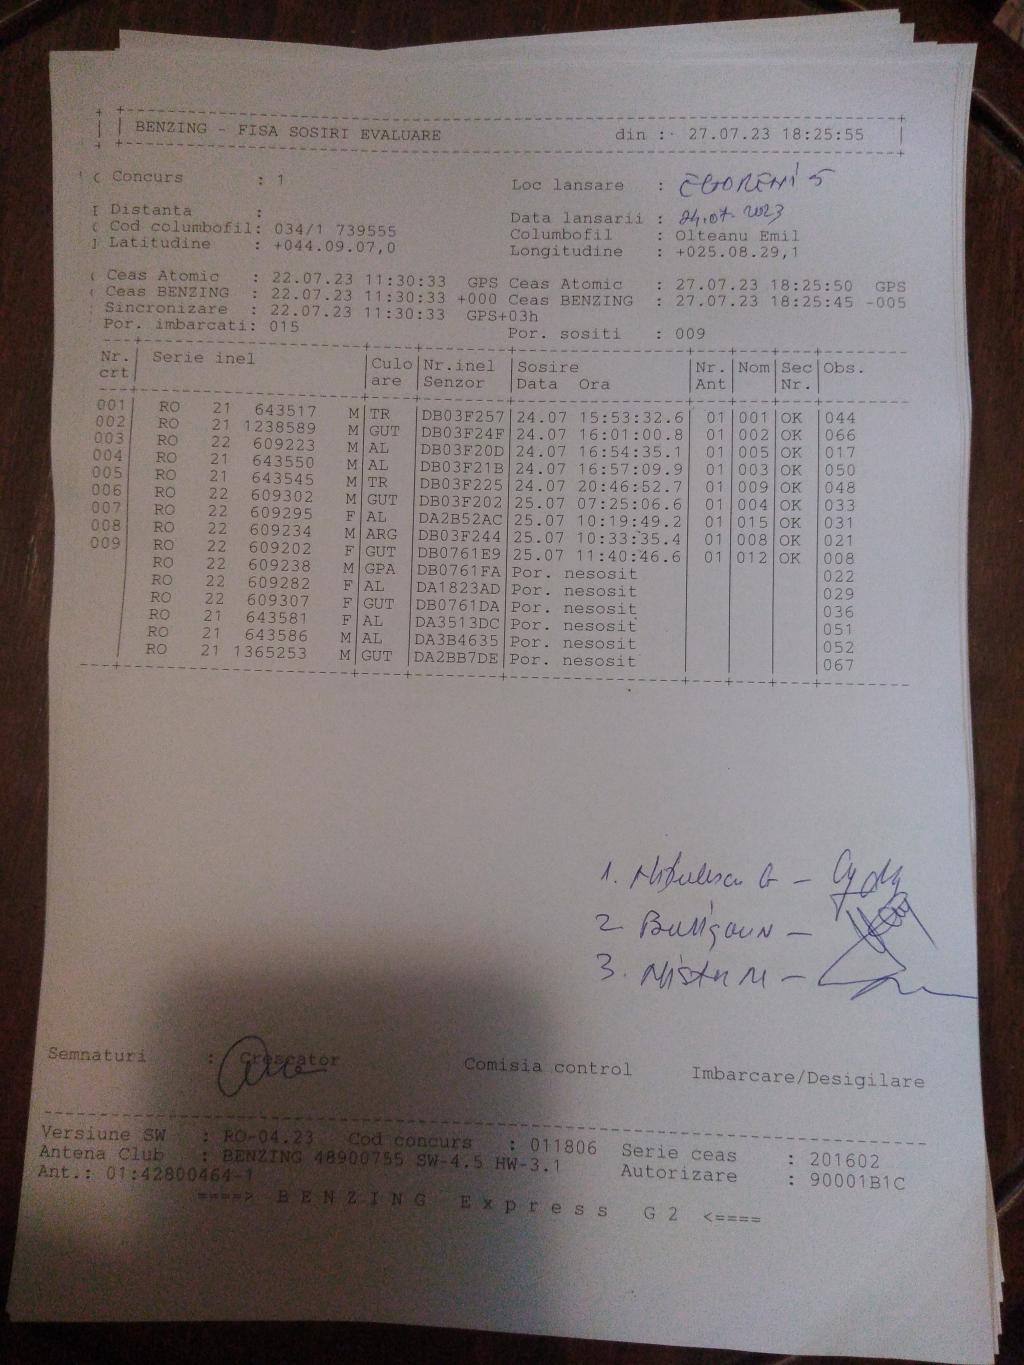 BENZING - FISA SOSIRI EVALUARE din : 27.07.23 18:25:55
Concurs : 1 Loc lansare :
Distanta : Data lansarii : 24.07.2023
Cod columbofil: 034/1 739555 Columbofil : Olteanu Emil
Latitudine : +044.09.07,0 Longitudine : +025.08.29,1
Ceas Atomic : 22.07.23 11:30:33 GPS Ceas Atomic : 27.07.23 18:25:50 GPS
Ceas BENZING : 22.07.23 11:30:33 +000 Ceas BENZING : 27.07.23 18:25:45 -005
Sincronizare : 22.07.23 11:30:33 GPS+03h
Por. imbarcati: 015 Por. sositi : 009
Nr. Serie inel Culo Nr.inel Sosire Nr. Nom Sec Obs.
crt are Senzor Data Ora Ant Nr.
001 RO 21 643517 M TR DB03F257 24.07 15:53:32.6 01 001 OK 044
002 RO 21 1238589 M GUT DB03F24F 24.07 16:01:00.8 01 002 OK 066
003 RO 22 609223 M AL DB03F20D 24.07 16:54:35.1 01 005 OK 017
004 RO 21 643550 M AL DB03F21B 24.07 16:57:09.9 01 003 OK 050
005 RO 21 643545 M TR DB03F225 24.07 20:46:52.7 01 009 OK 048
006 RO 22 609302 M GUT DB03F202 25.07 07:25:06.6 01 004 OK 033
007 RO 22 609295 F AL DA2B52AC 25.07 10:19:49.2 01 015 OK 031
008 RO 22 609234 M ARG DB03F244 25.07 10:33:35.4 01 008 OK 021
009 RO 22 609202 F GUT DB0761E9 25.07 11:40:46.6 01 012 OK 008
RO 22 609238 M GPA DB0761FA Por. nesosit 022
RO 22 609282 F AL DA1823AD Por. nesosit 029
RO 22 609307 F GUT DB0761DA Por. nesosit 036
RO 21 643581 F AL DA3513DC Por. nesosit 051
RO 21 643586 M AL DA3B4635 Por. nesosit 052
RO 21 1365253 M GUT DA2BB7DE Por. nesosit 067
1.
2
3.
Semnaturi : Crescator Comisia control Imbarcare/Desigilare
Versiune SW : RO-04.23 Cod concurs : 011806 Serie ceas : 201602
Antena Club : BENZING 48900755 SW-4.5 HW-3.1 Autorizare : 90001B1C
Ant.: 01:42800464-1
====> B E N Z I N G E x p r e s s G 2 <====